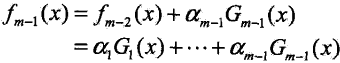 f_{m-1}(x) = f_{m-2}(x) + α_{m-1}G_{m-1}(x)
= α_1G_1(x) + ··· + α_{m-1}G_{m-1}(x)